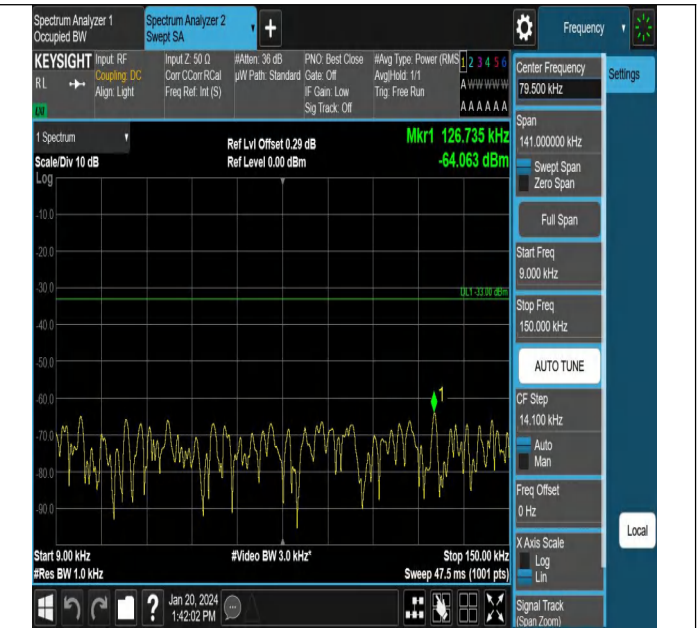 Spectrum Analyzer 1
Occupied BW
Spectrum Analyzer 2
Swept SA
+
Frequency
KEYSIGHT
RL
Input: RF
Coupling: DC
Align: Light
Input Z: 50 Ω
Corr CCorr RCal
Freq Ref: Int (S)
#Atten: 36 dB
µW Path: Standard
PNO: Best Close
Gate: Off
IF Gain: Low
Sig Track: Off
#Avg Type: Power (RMS
Avg|Hold: 1/1
Trig: Free Run
1 2 3 4 5 6
A W W W W W
A A A A A A
1 Spectrum
Scale/Div 10 dB
Log
Ref Lvl Offset 0.29 dB
Ref Level 0.00 dBm
Mkr1 126.735 kHz
-64.063 dBm
-10.0
-20.0
-30.0
DL1 -33.00 dBm
-40.0
-50.0
-60.0
1
-70.0
-80.0
-90.0
Start 9.00 kHz
#Res BW 1.0 kHz
#Video BW 3.0 kHz*
Stop 150.00 kHz
Sweep 47.5 ms (1001 pts)
?
Jan 20, 2024
1:42:02 PM
Center Frequency
79.500 kHz
Settings
Span
141.000000 kHz
Swept Span
Zero Span
Full Span
Start Freq
9.000 kHz
Stop Freq
150.000 kHz
AUTO TUNE
CF Step
14.100 kHz
Auto
Man
Freq Offset
0 Hz
X Axis Scale
Log
Lin
Local
Signal Track
(Span Zoom)